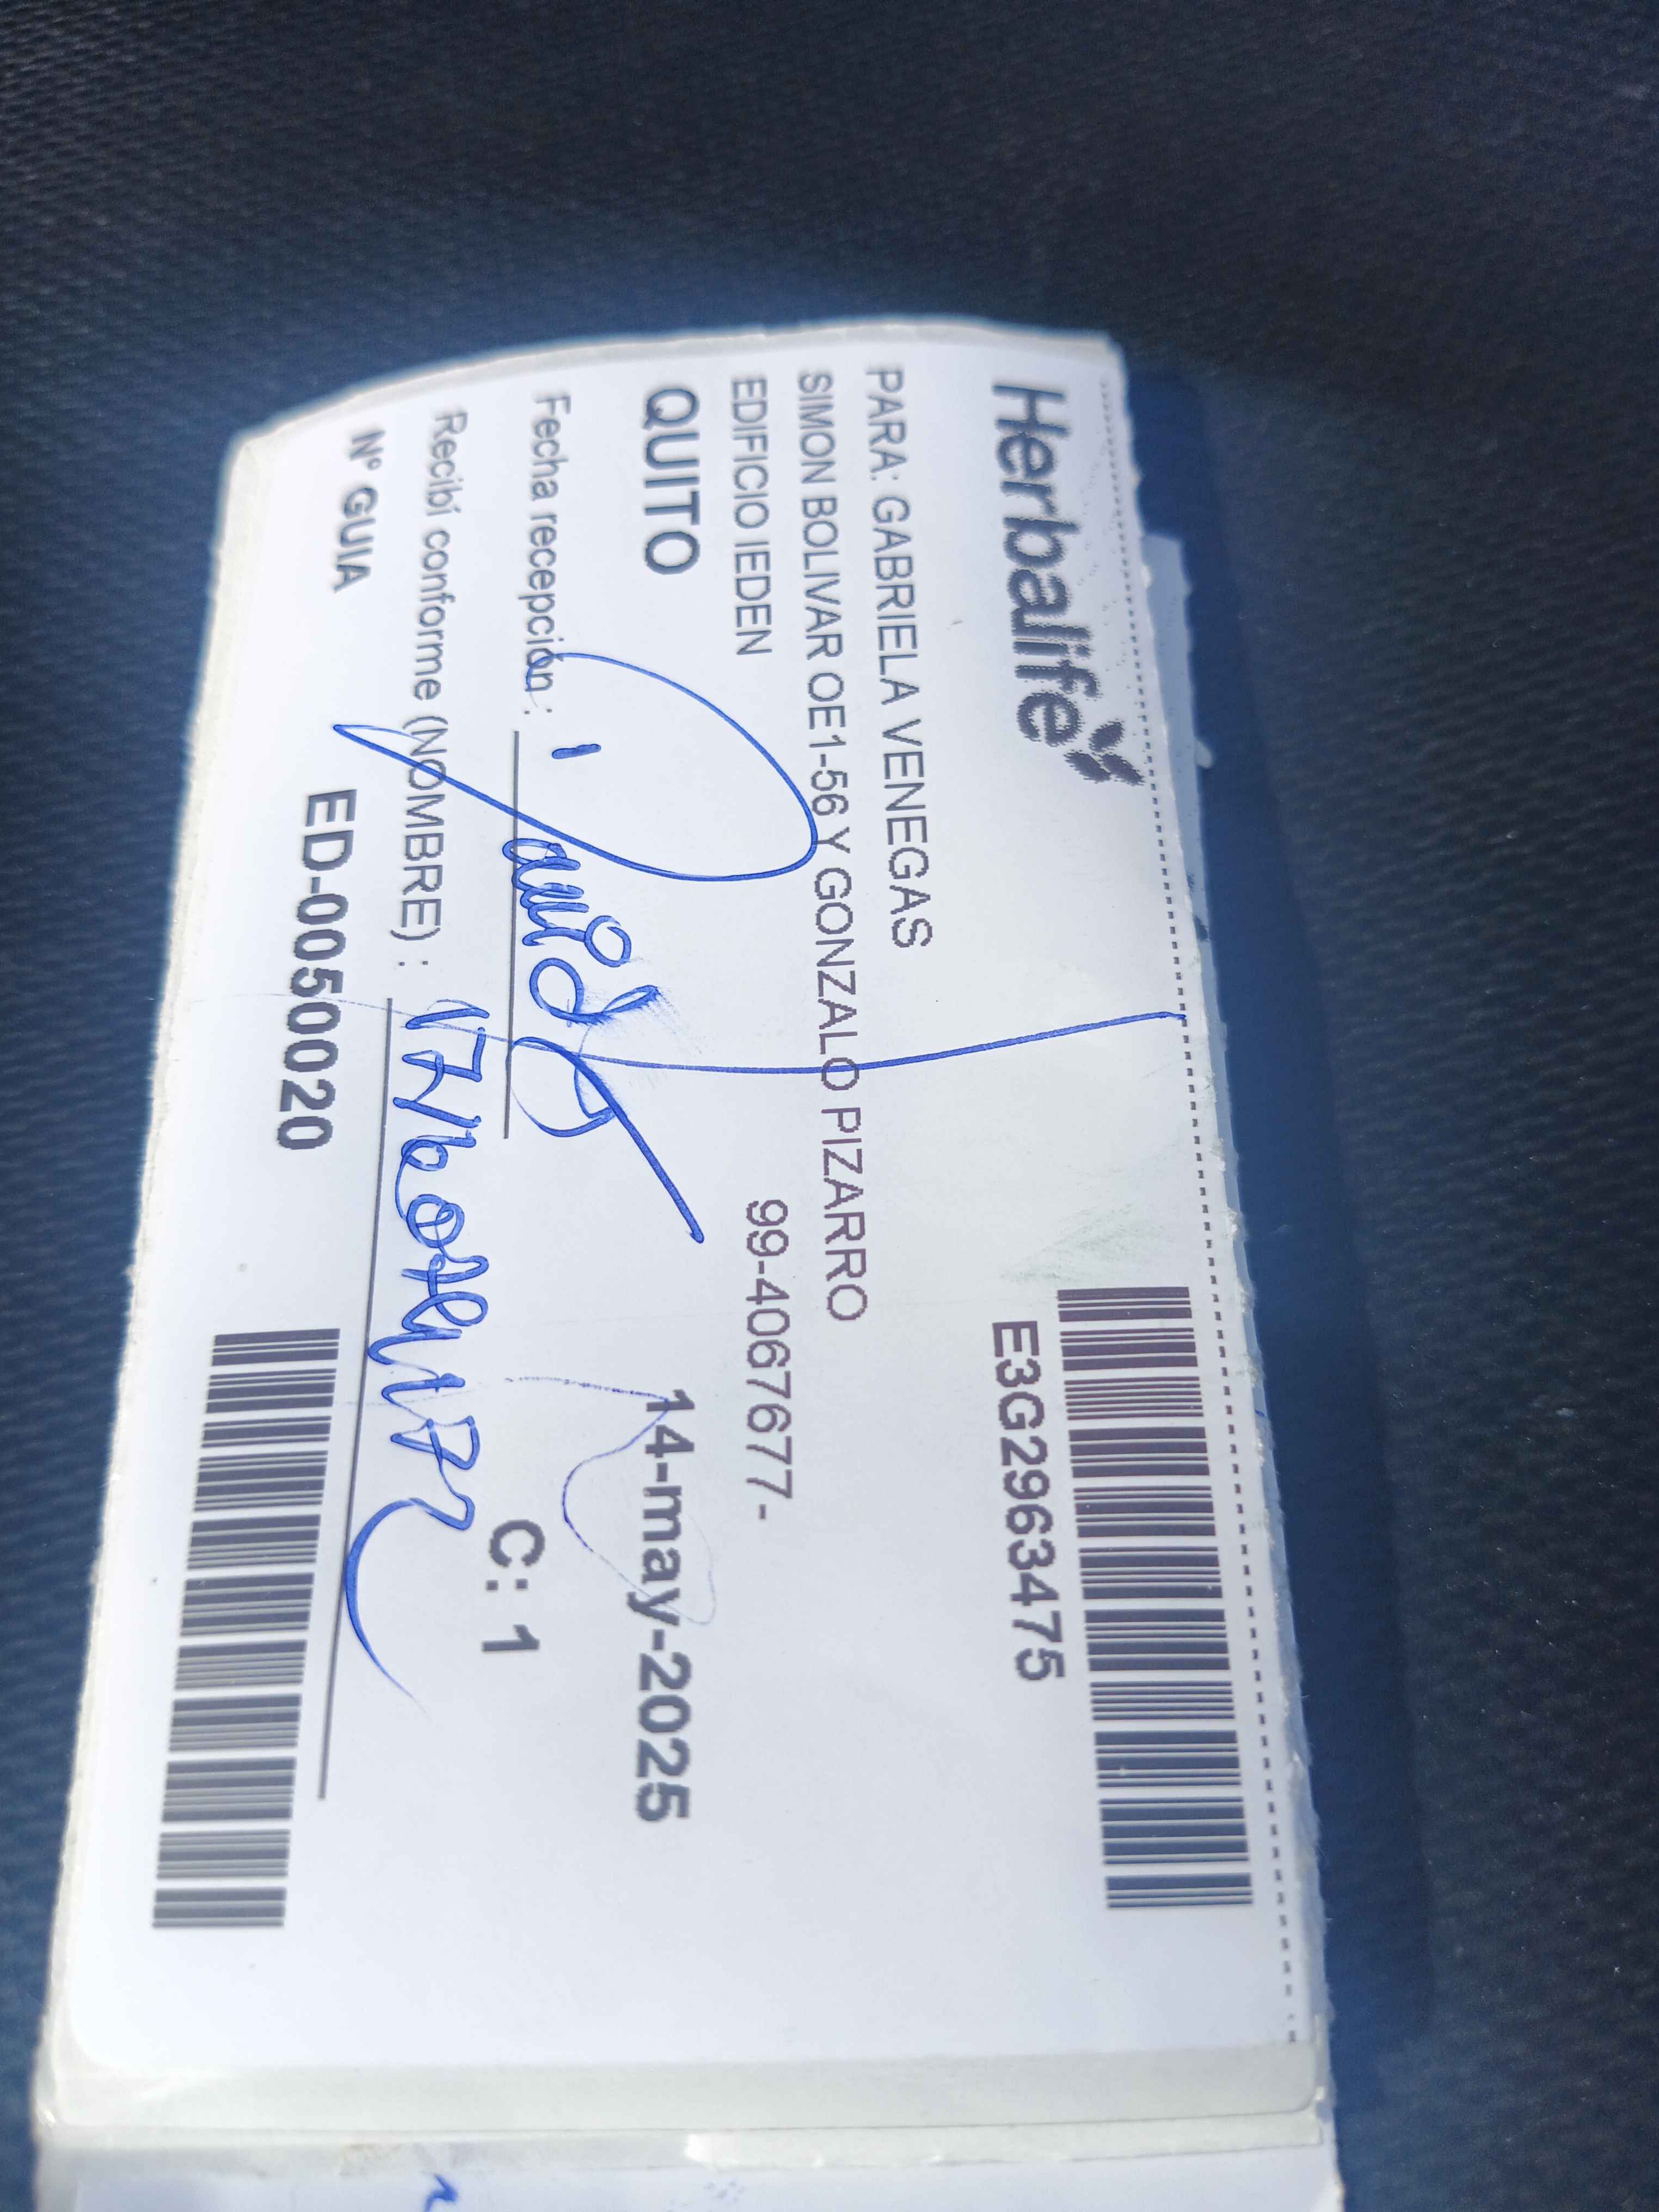 Herbalife
E3G2963475
PARA: GABRIELA VENEGAS
SIMON BOLIVAR OE1-56 Y GONZALO PIZARRO
EDIFICIO IEDEN 99-4067677-
QUITO 14-may-2025
Fecha recepción : David
C: 1
Recibí conforme (NOMBRE) :
N° GUIA ED-00500020